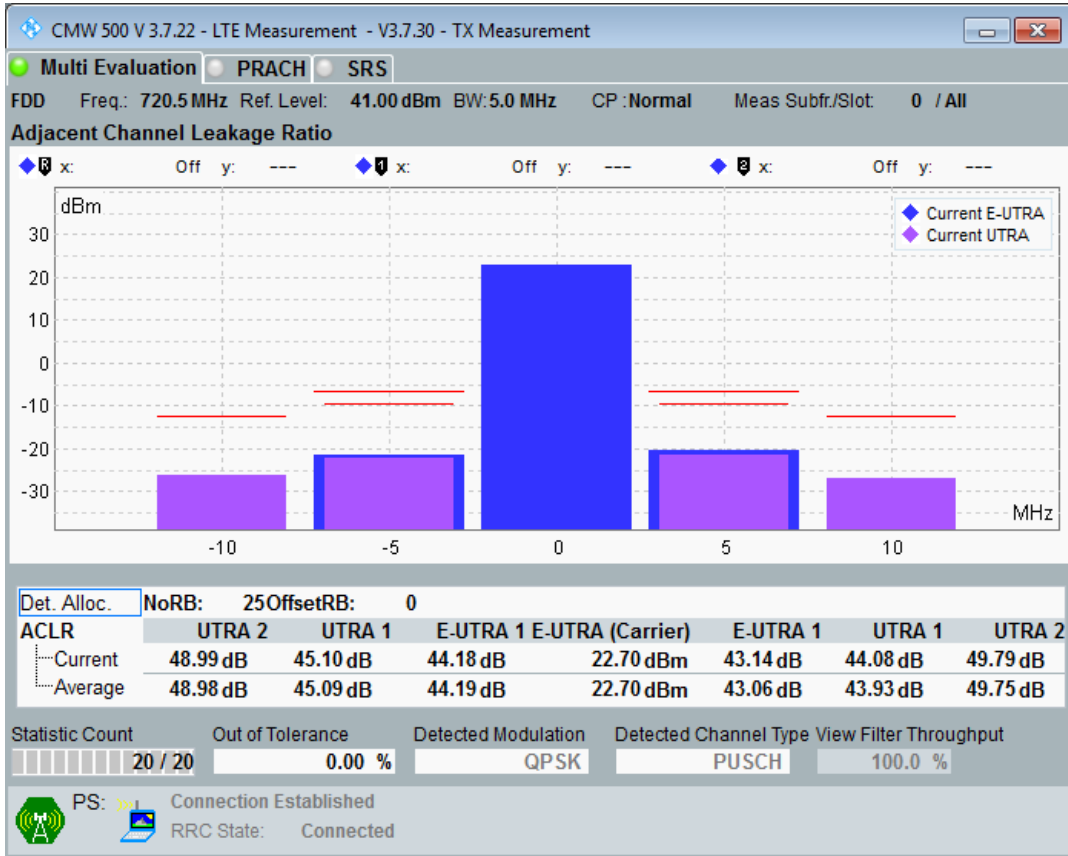 CMW 500 V 3.7.22 - LTE Measurement - V3.7.30 - TX Measurement
Multi Evaluation PRACH SRS
FDD Freq.: 720.5 MHz Ref. Level: 41.00 dBm BW: 5.0 MHz CP : Normal Meas Subfr./Slot: 0 / All
Adjacent Channel Leakage Ratio
R x: Off y: --- 1 x: Off y: --- 2 x: Off y: ---
dBm
Current E-UTRA
Current UTRA
30
20
10
0
-10
-20
-30
MHz
-10 -5 0 5 10
Det. Alloc. NoRB: 25 OffsetRB: 0
ACLR UTRA 2 UTRA 1 E-UTRA 1 E-UTRA (Carrier) E-UTRA 1 UTRA 1 UTRA 2
Current 48.99 dB 45.10 dB 44.18 dB 22.70 dBm 43.14 dB 44.08 dB 49.79 dB
Average 48.98 dB 45.09 dB 44.19 dB 22.70 dBm 43.06 dB 43.93 dB 49.75 dB
Statistic Count Out of Tolerance Detected Modulation Detected Channel Type View Filter Throughput
20 / 20 0.00 % QPSK PUSCH 100.0 %
PS: Connection Established
RRC State: Connected